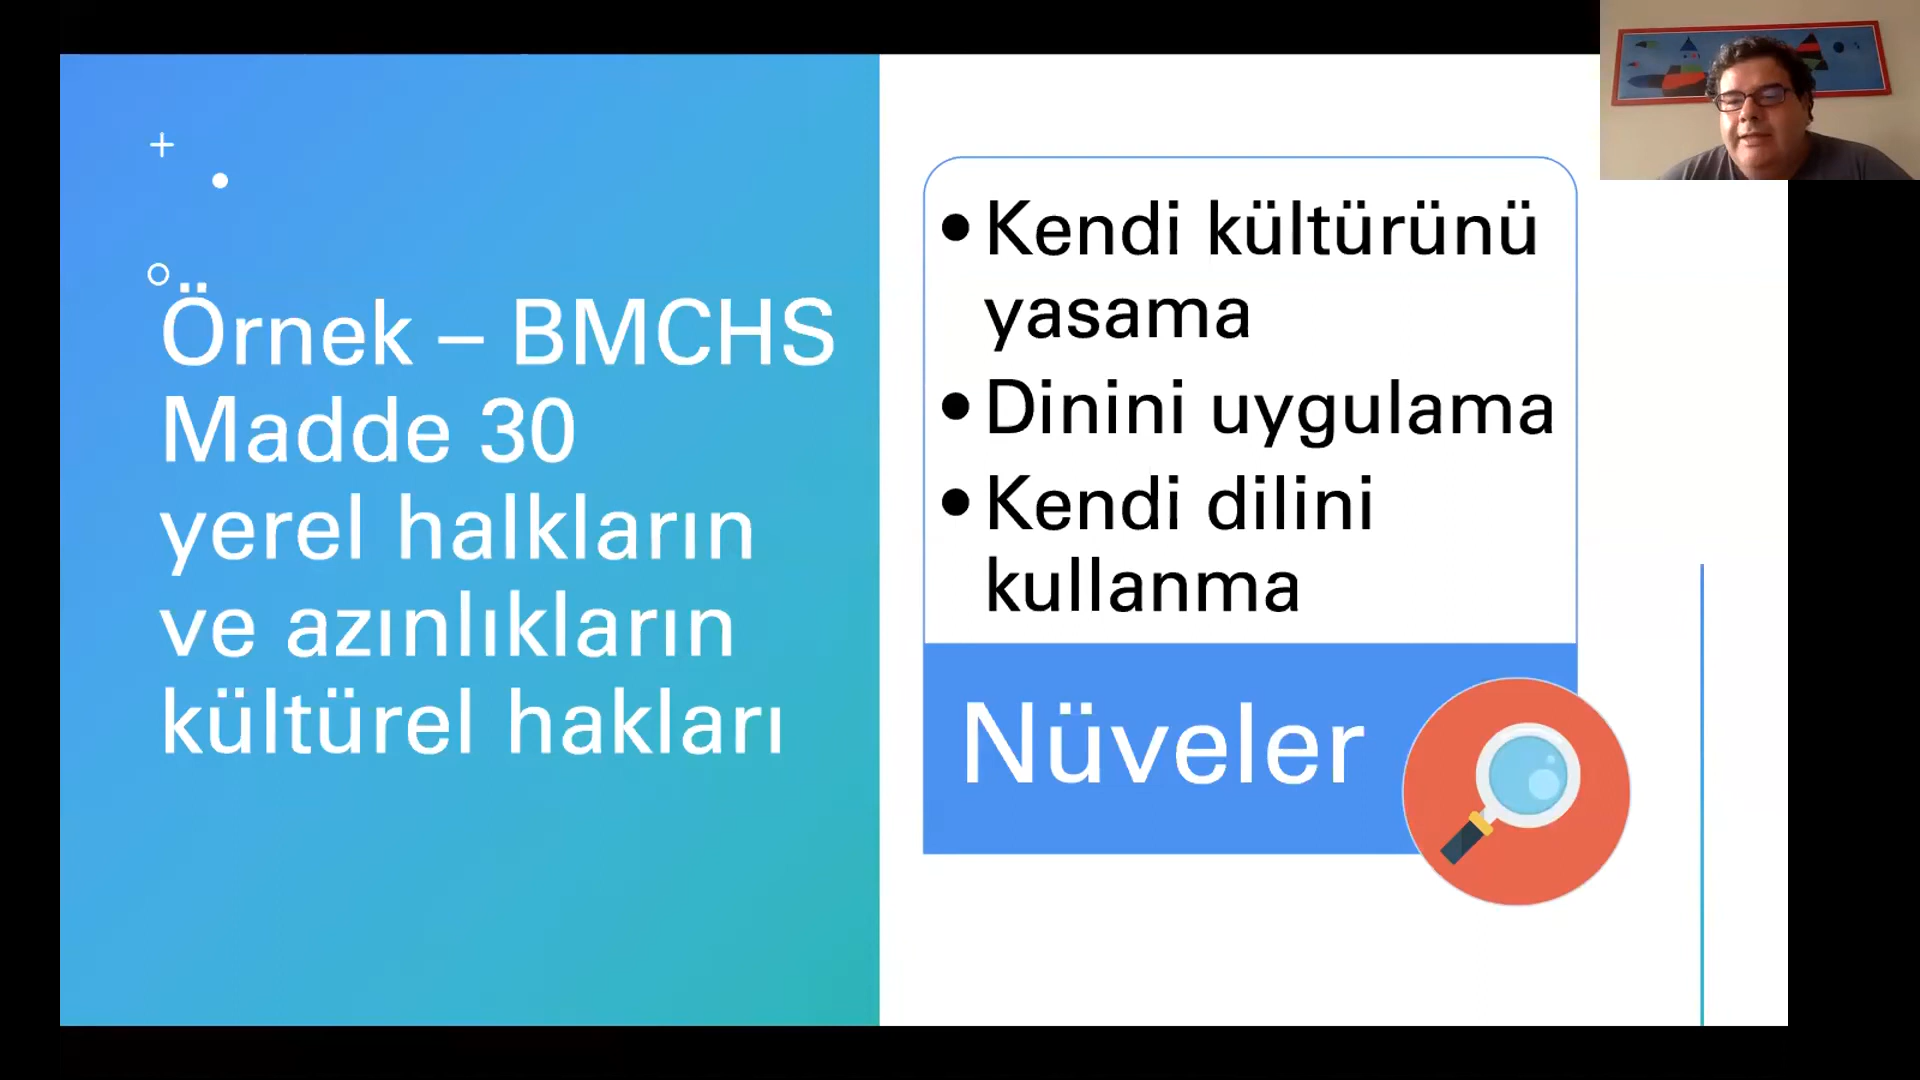 Örnek – BMCHS
Madde 30
yerel halkların
ve azınlıkların
kültürel hakları
• Kendi kültürünü
yasama
• Dinini uygulama
• Kendi dilini
kullanma
Nüveler